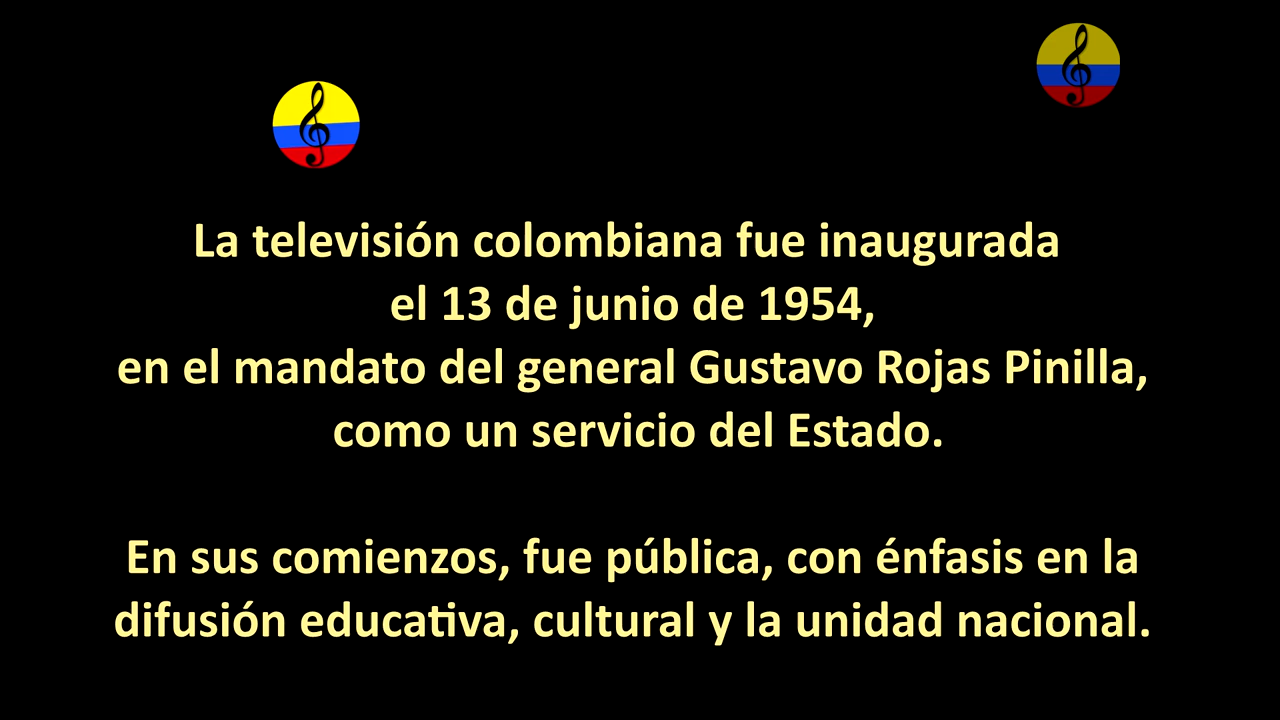 La televisión colombiana fue inaugurada
el 13 de junio de 1954,
en el mandato del general Gustavo Rojas Pinilla,
como un servicio del Estado.
En sus comienzos, fue pública, con énfasis en la
difusión educativa, cultural y la unidad nacional.